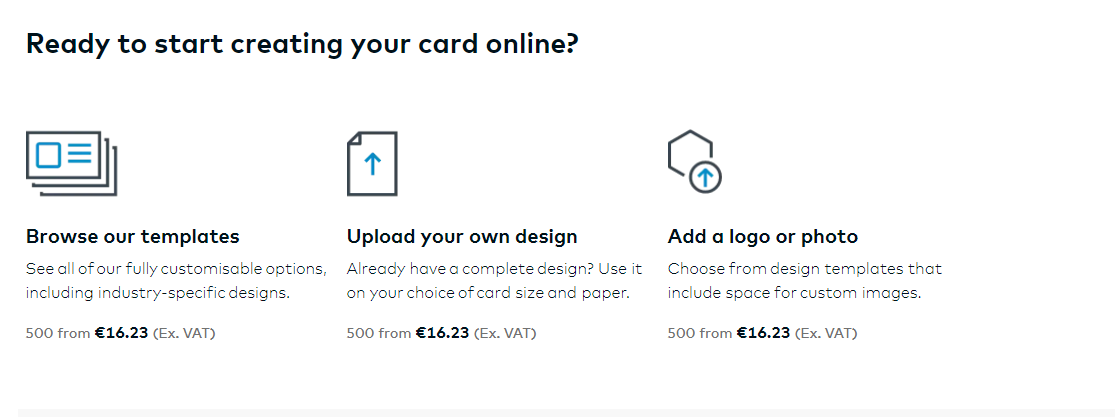 Ready to start creating your card online?
Browse our templates
See all of our fully customisable options,
including industry-specific designs.
500 from €16.23 (Ex. VAT)
Upload your own design
Already have a complete design? Use it
on your choice of card size and paper.
500 from €16.23 (Ex. VAT)
Add a logo or photo
Choose from design templates that
include space for custom images.
500 from €16.23 (Ex. VAT)